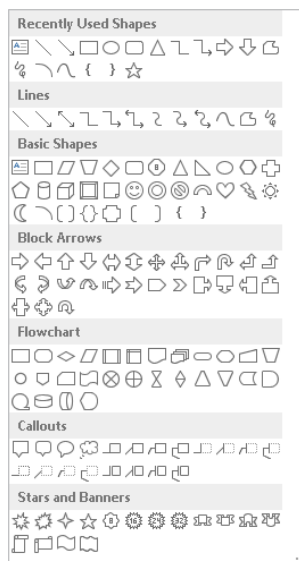 Recently Used Shapes
Lines
Basic Shapes
Block Arrows
Flowchart
Callouts
Stars and Banners